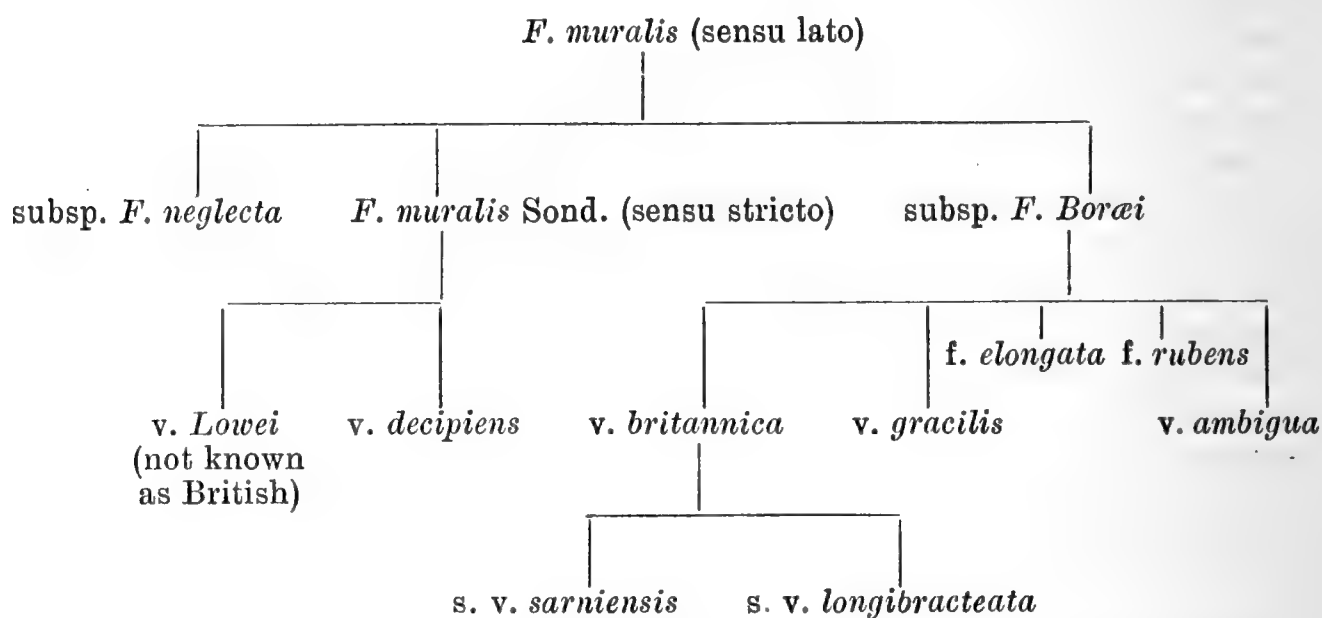 F. muralis (sensu lato)
subsp. F. neglecta F. muralis Sond. (sensu stricto) subsp. F. Boræi
f. elongata f. rubens
v. Lowei v. decipiens v. britannica v. gracilis v. ambigua
(not known
as British)
s. v. sarniensis s. v. longibracteata